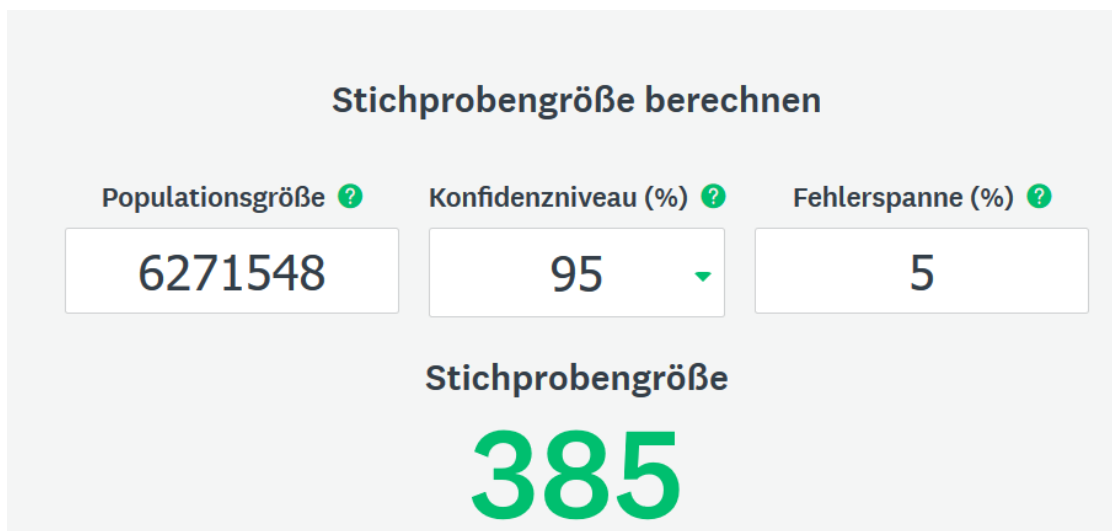 Stichprobengröße berechnen
Populationsgröße ? Konfidenzniveau (%) ? Fehlerspanne (%) ?
6271548 95 5
Stichprobengröße
385